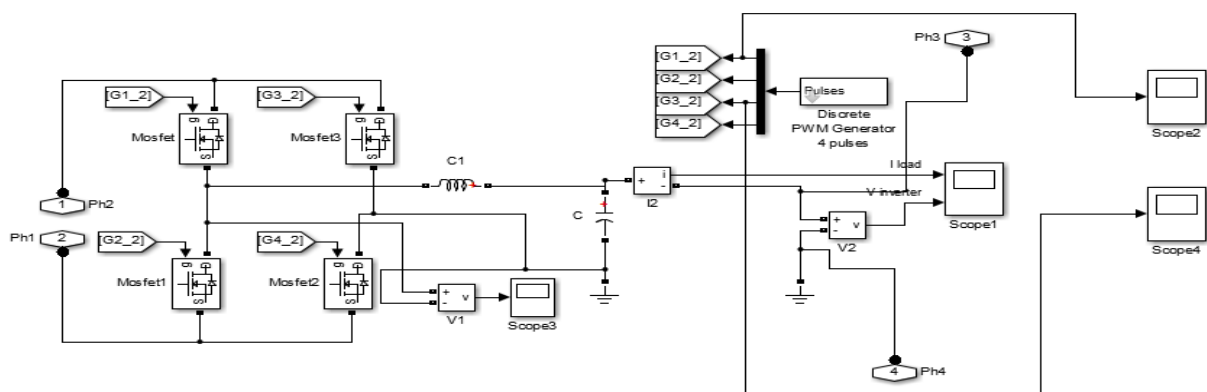 Ph3
3
[G1_2]
[G2_2]
[G3_2]
[G4_2]
Pulses
Discrete
PWM Generator
4 pulses
Scope2
[G1_2]
[G3_2]
g
D
S
Mosfet
g
D
S
Mosfet3
C1
I load
+
-
i
I2
V inverter
Scope1
1
Ph2
C
+
-
v
V2
Scope4
Ph1
2
[G2_2]
[G4_2]
g
D
S
Mosfet1
g
D
S
Mosfet2
+
-
v
V1
Scope3
4
Ph4